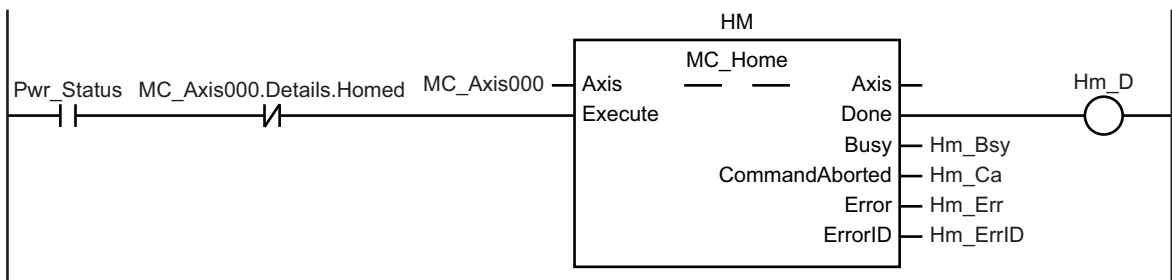 HM
MC_Home
Pwr_Status MC_Axis000.Details.Homed MC_Axis000 Axis Axis Hm_D
Execute Done
Busy Hm_Bsy
CommandAborted Hm_Ca
Error Hm_Err
ErrorID Hm_ErrID